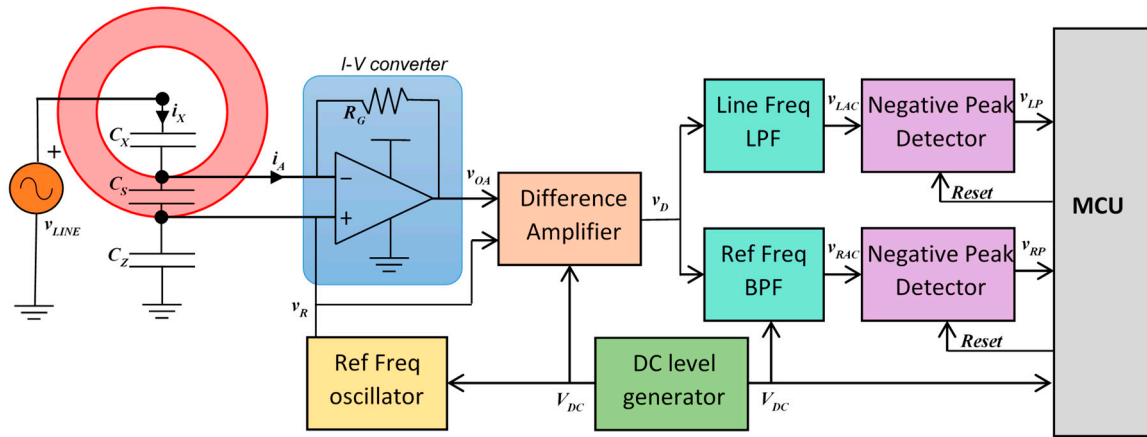 I-V converter
R_G
i_X
C_X
i_A
C_S
C_Z
+
v_LINE
−
+
v_OA
v_R
Difference
Amplifier
v_D
Line Freq
LPF
v_LAC
Negative Peak
Detector
v_LP
Reset
MCU
Ref Freq
BPF
v_RAC
Negative Peak
Detector
v_RP
Reset
Ref Freq
oscillator
V_DC
DC level
generator
V_DC